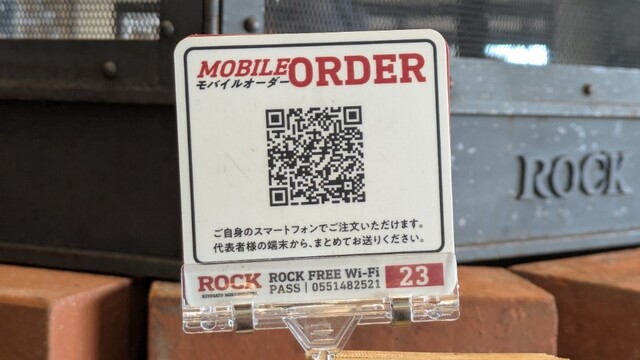 MOBILE ORDER
モバイルオーダー
ご自身のスマートフォンでご注文いただけます。
代表者様の端末から、まとめてお送りください。
ROCK
ROCK FREE Wi-Fi
PASS | 0551482521
23
ROCK